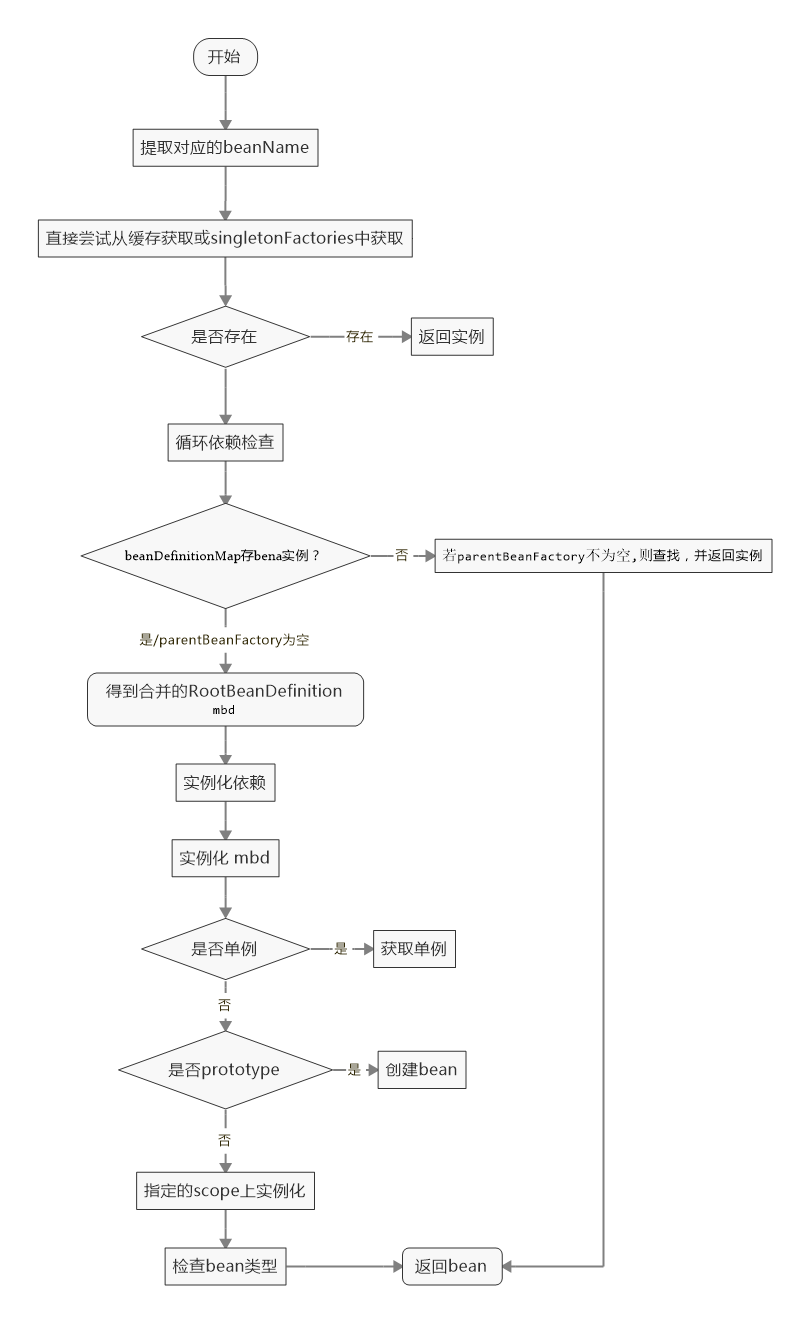 开始
提取对应的beanName
直接尝试从缓存获取或singletonFactories中获取
是否存在
存在
返回实例
循环依赖检查
beanDefinitionMap存bena实例？
否
若parentBeanFactory不为空,则查找，并返回实例
是/parentBeanFactory为空
得到合并的RootBeanDefinition
mbd
实例化依赖
实例化 mbd
是否单例
是
获取单例
否
是否prototype
是
创建bean
否
指定的scope上实例化
检查bean类型
返回bean